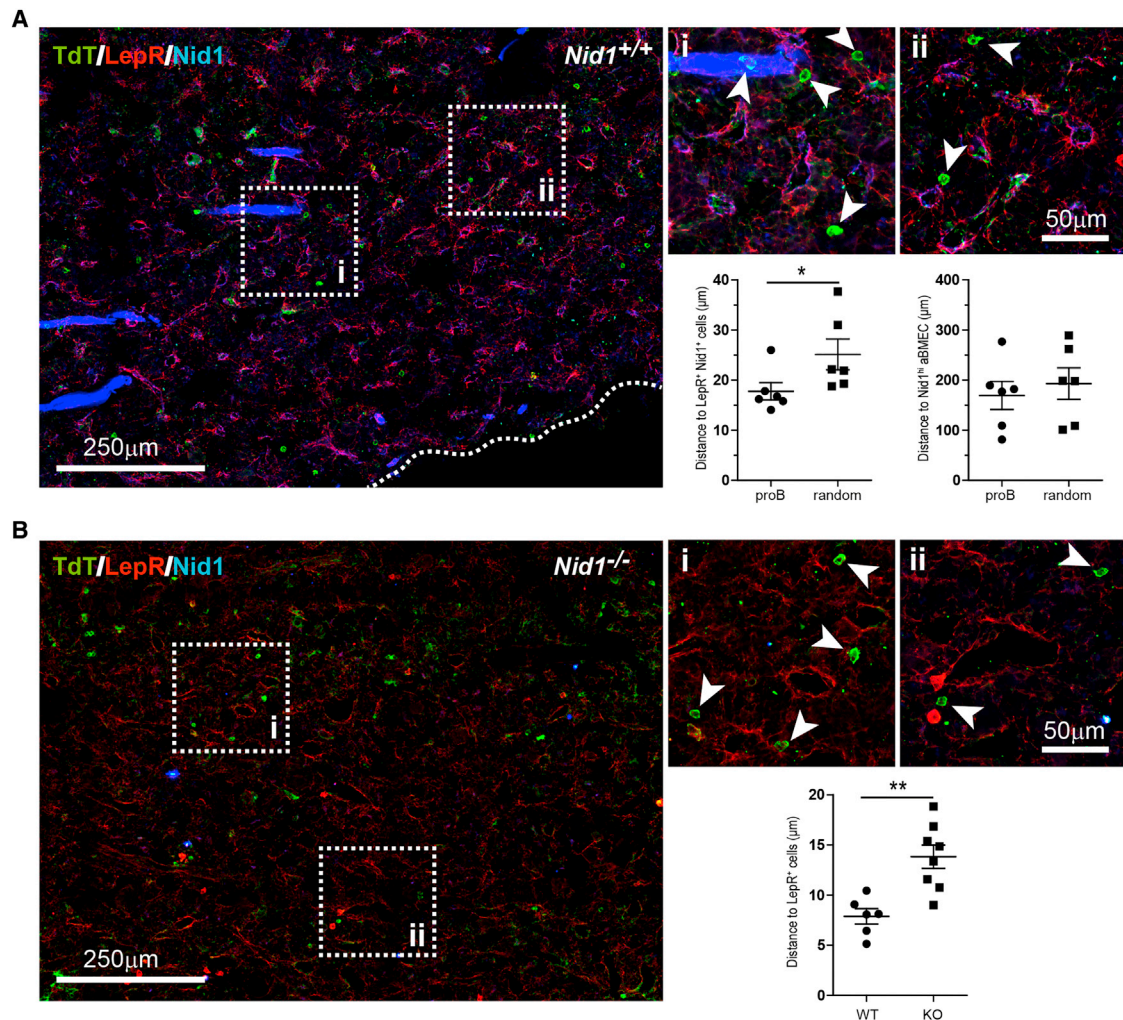 A
TdT/LepR/Nid1
Nid1+/+
i
ii
250µm
i
ii
50µm
*
Distance to LepR+ Nid1+ cells (µm)
40
30
20
10
0
proB
random
Distance to Nid1hi aBMEC (µm)
400
300
200
100
0
proB
random
B
TdT/LepR/Nid1
Nid1-/-
i
ii
250µm
i
ii
50µm
**
Distance to LepR+ cells (µm)
20
15
10
5
0
WT
KO